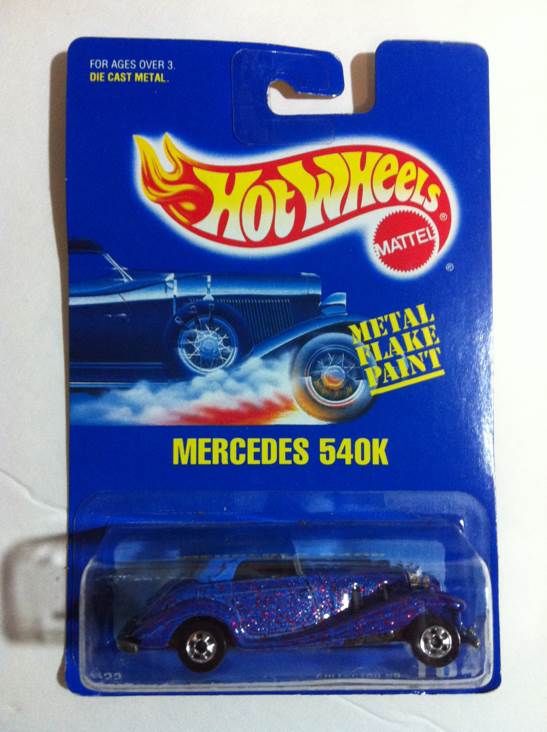 FOR AGES OVER 3.
DIE CAST METAL.
HOT WHEELS
®
MATTEL
®
METAL
FLAKE
PAINT
MERCEDES 540K